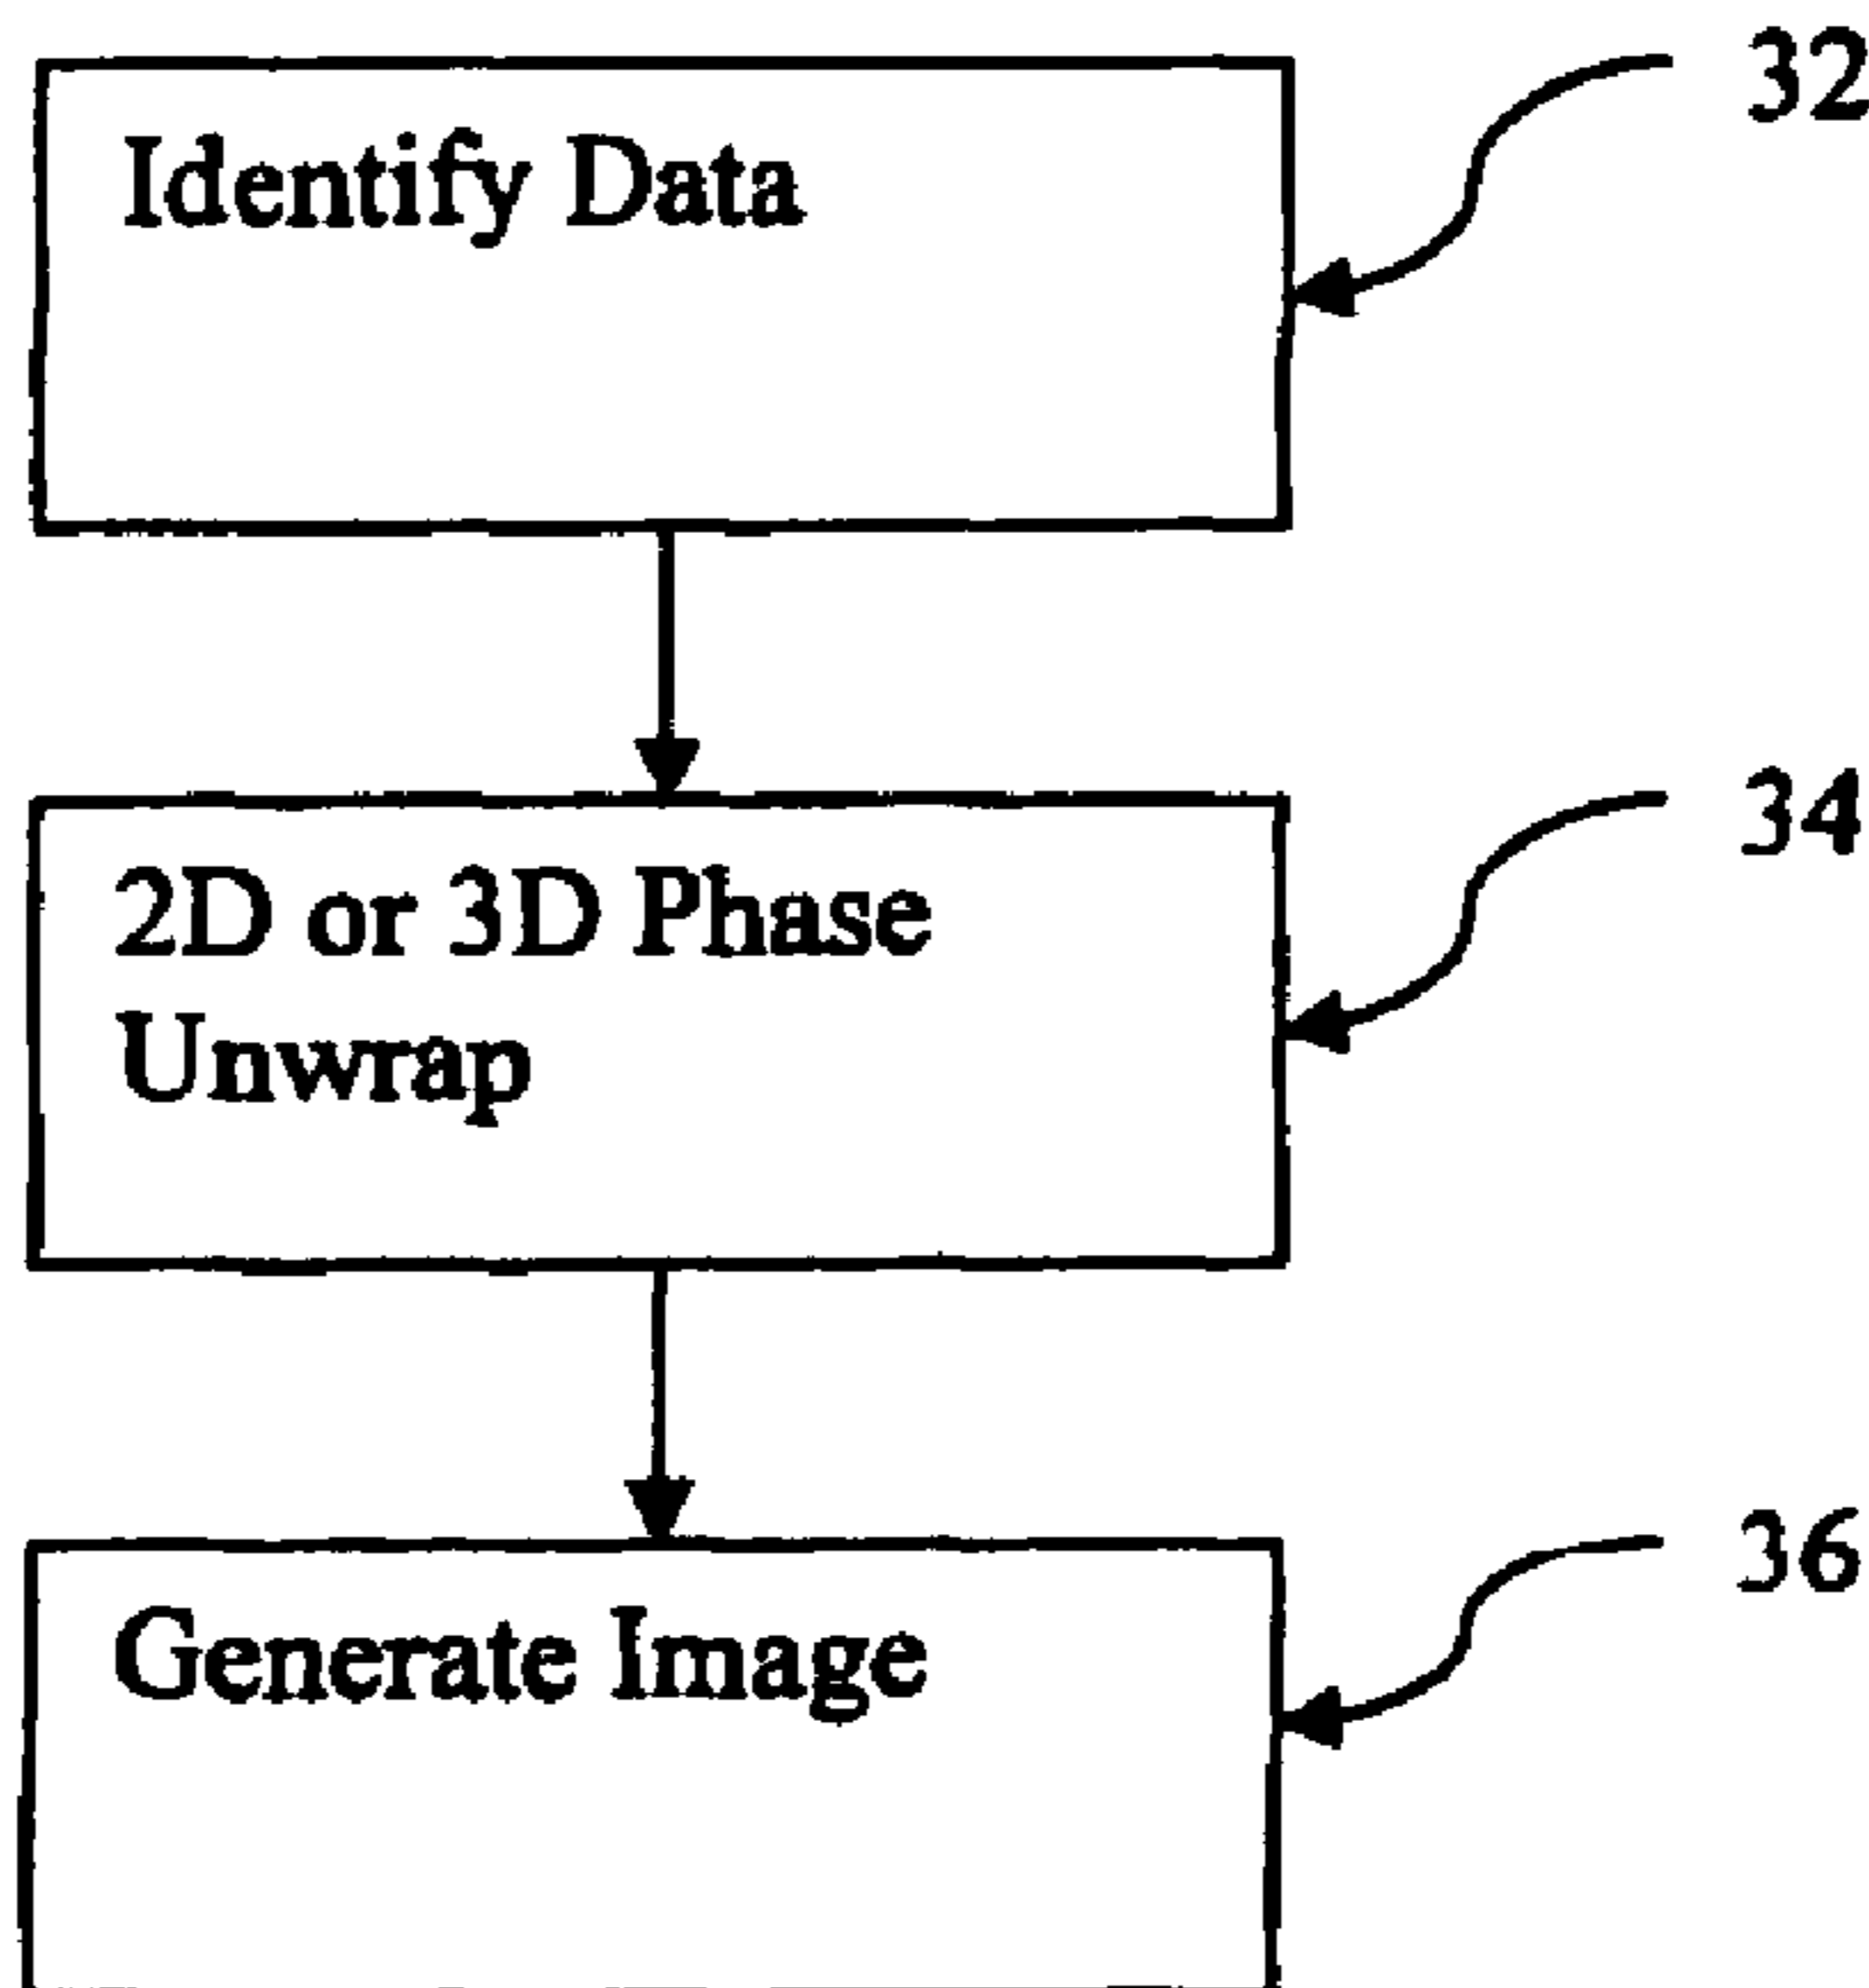 32
Identify Data
34
2D or 3D Phase
Unwrap
36
Generate Image